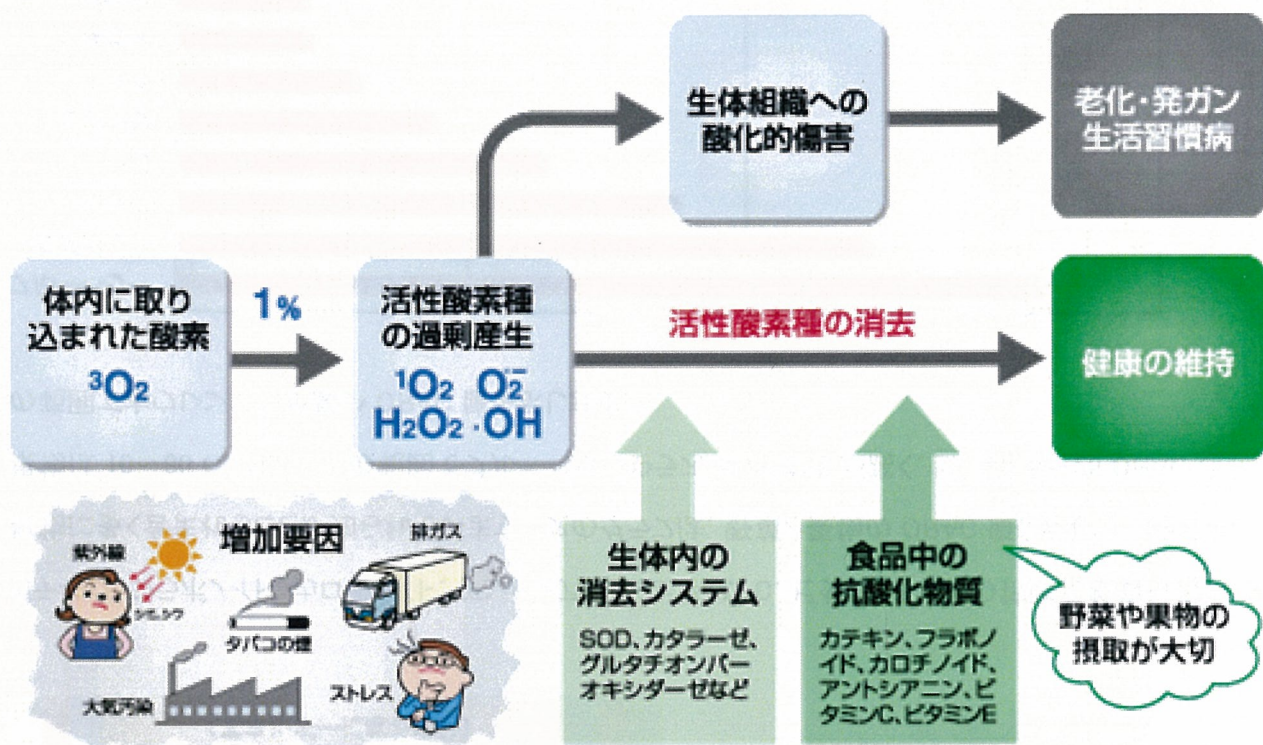 生体組織への
酸化的傷害
老化・発ガン
生活習慣病
体内に取り
込まれた酸素
³O₂
1%
活性酸素種
の過剰産生
¹O₂ O₂·⁻
H₂O₂ ·OH
活性酸素種の消去
健康の維持
増加要因
紫外線
シミ、シワ
タバコの煙
排ガス
大気汚染
ストレス
生体内の
消去システム
SOD、カタラーゼ、
グルタチオンパー
オキシダーゼなど
食品中の
抗酸化物質
カテキン、フラボノ
イド、カロチノイド、
アントシアニン、ビ
タミンC、ビタミンE
野菜や果物の
摂取が大切